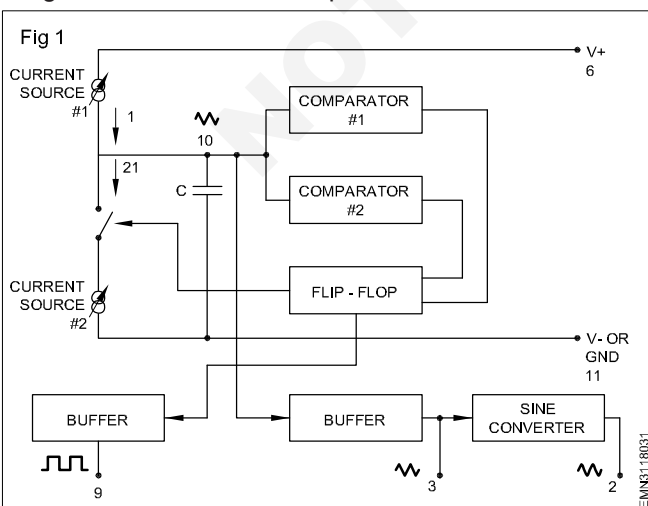 Fig 1
V+
6
CURRENT
SOURCE
#1
1
10
COMPARATOR
#1
21
C
COMPARATOR
#2
CURRENT
SOURCE
#2
FLIP - FLOP
V- OR
GND
11
BUFFER
BUFFER
SINE
CONVERTER
9
3
2
EMN3118031
NOT